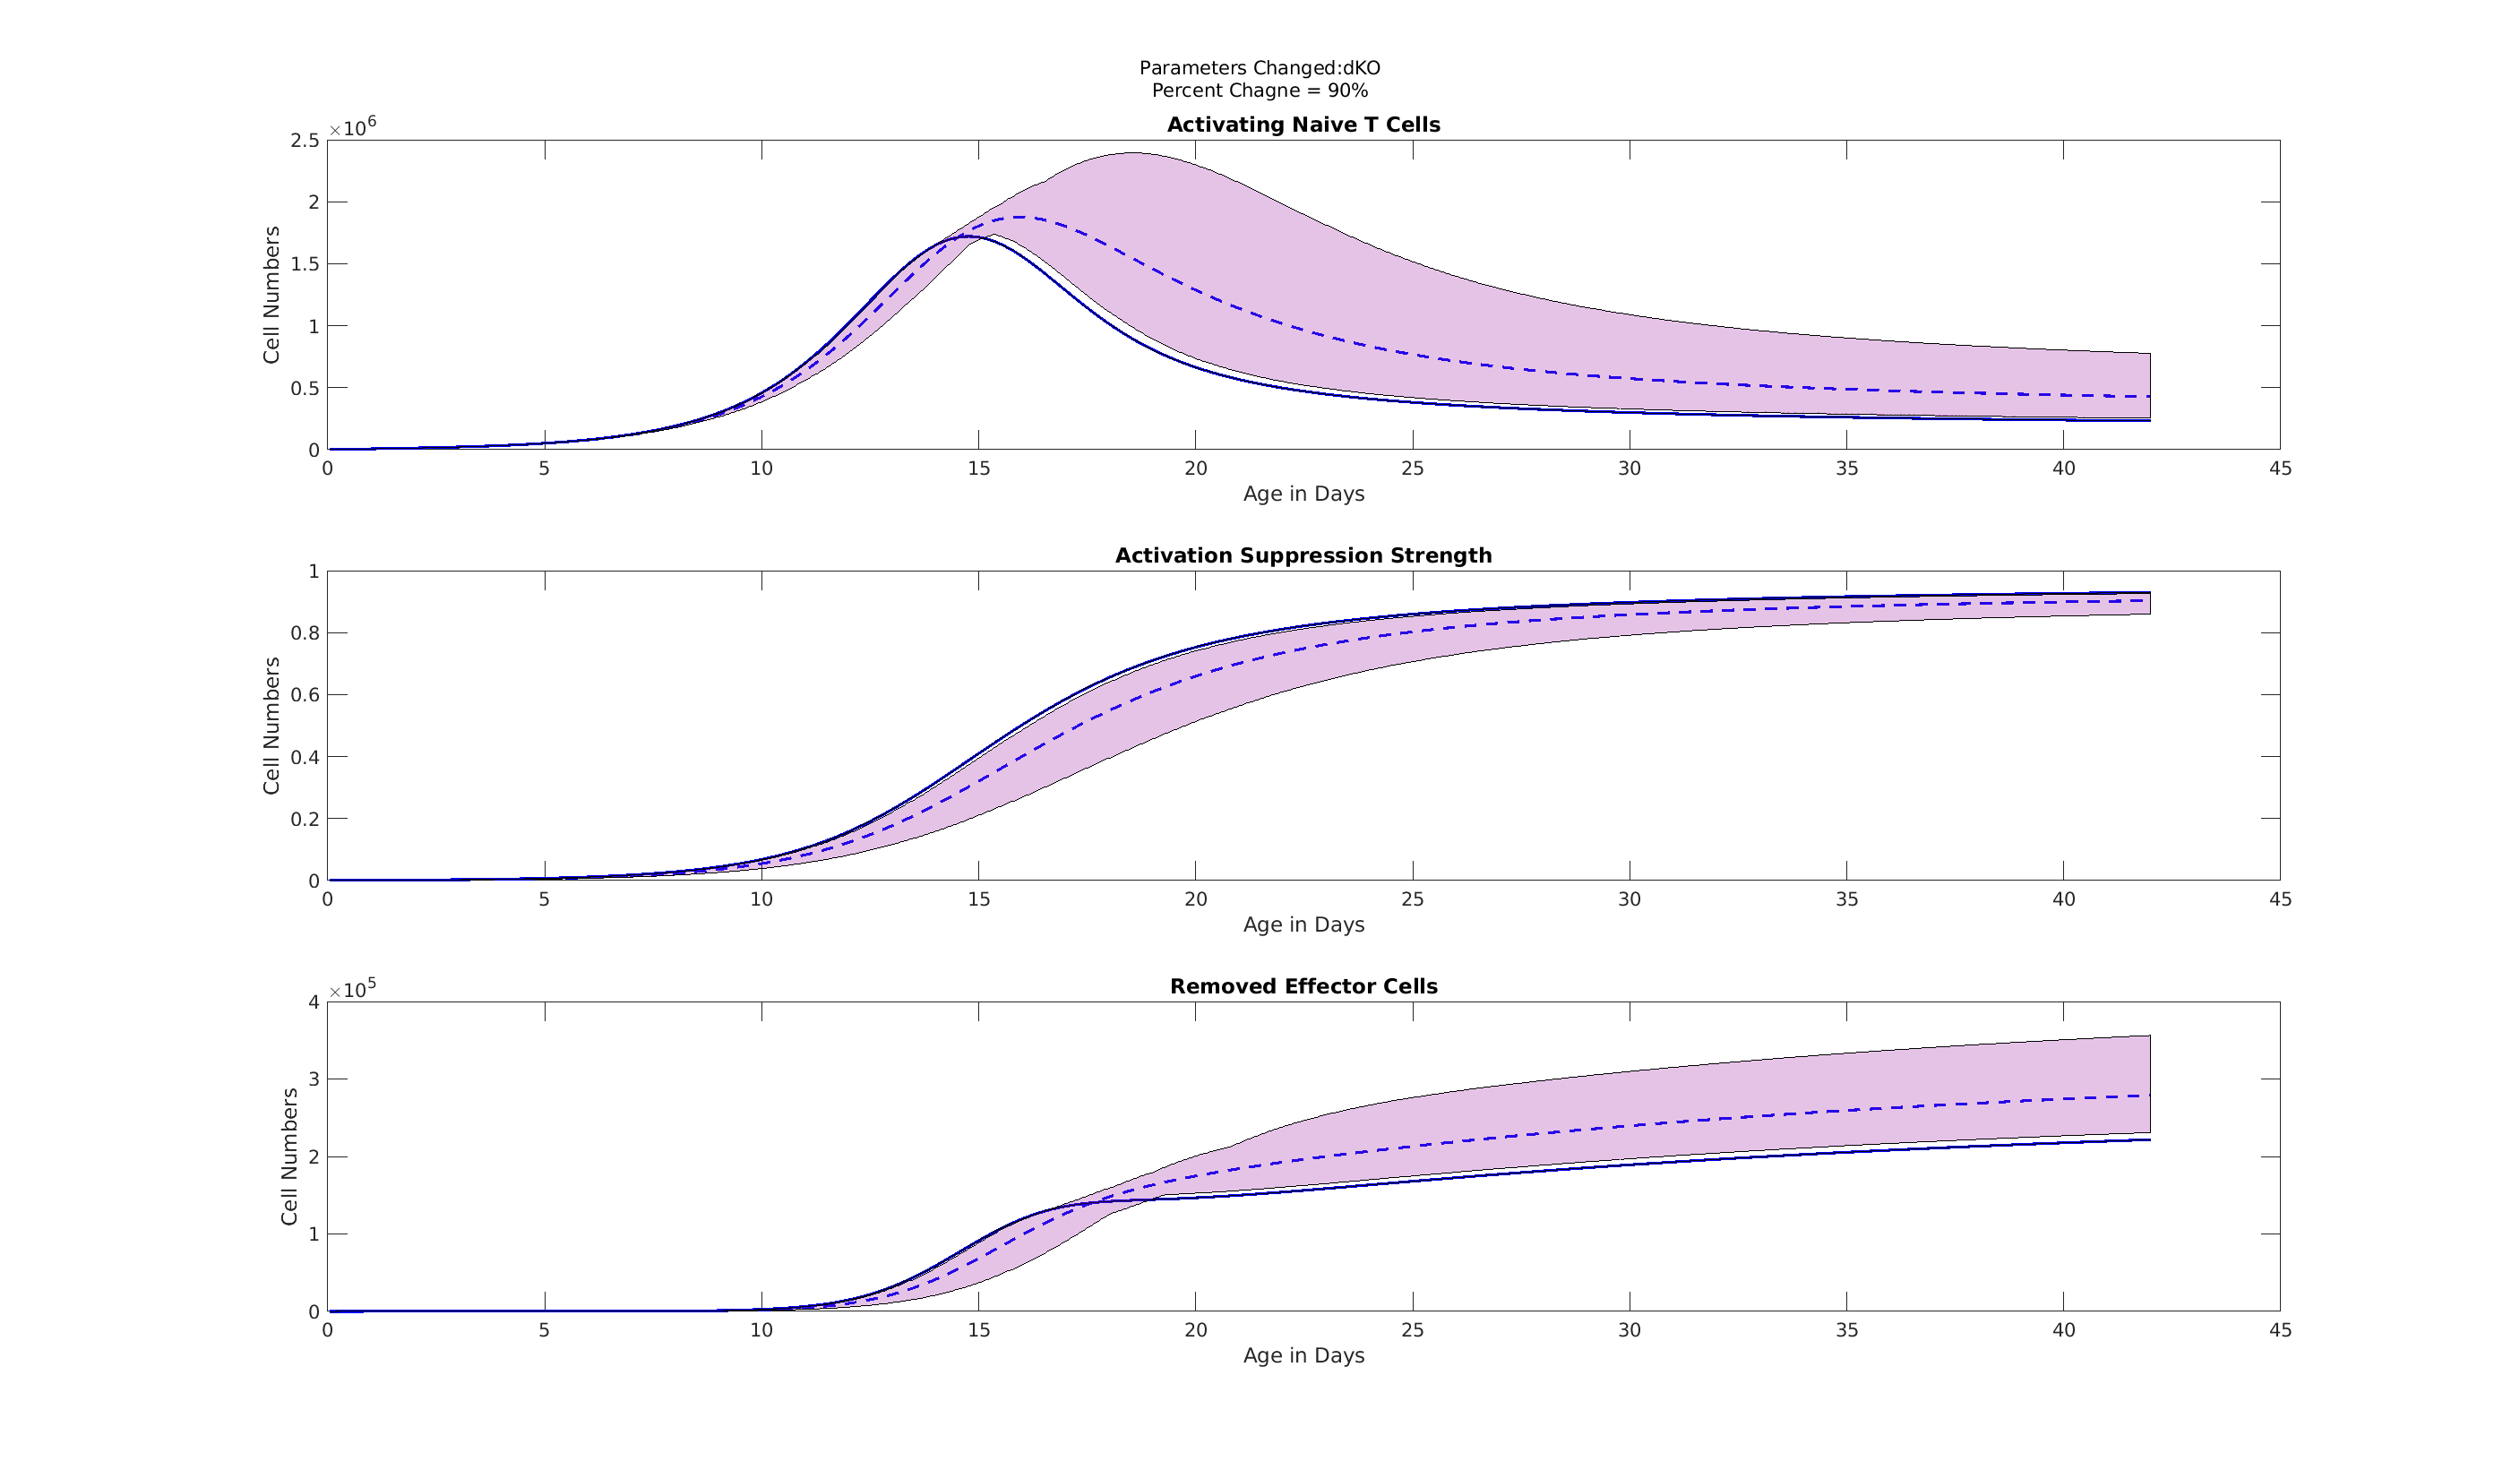 Parameters Changed:dKO
Percent Chagne = 90%
Activating Naive T Cells
×10^6
2.5
2
1.5
1
0.5
0
Cell Numbers
0 5 10 15 20 25 30 35 40 45
Age in Days
Activation Suppression Strength
1
0.8
0.6
0.4
0.2
0
Cell Numbers
0 5 10 15 20 25 30 35 40 45
Age in Days
Removed Effector Cells
×10^5
4
3
2
1
0
Cell Numbers
0 5 10 15 20 25 30 35 40 45
Age in Days